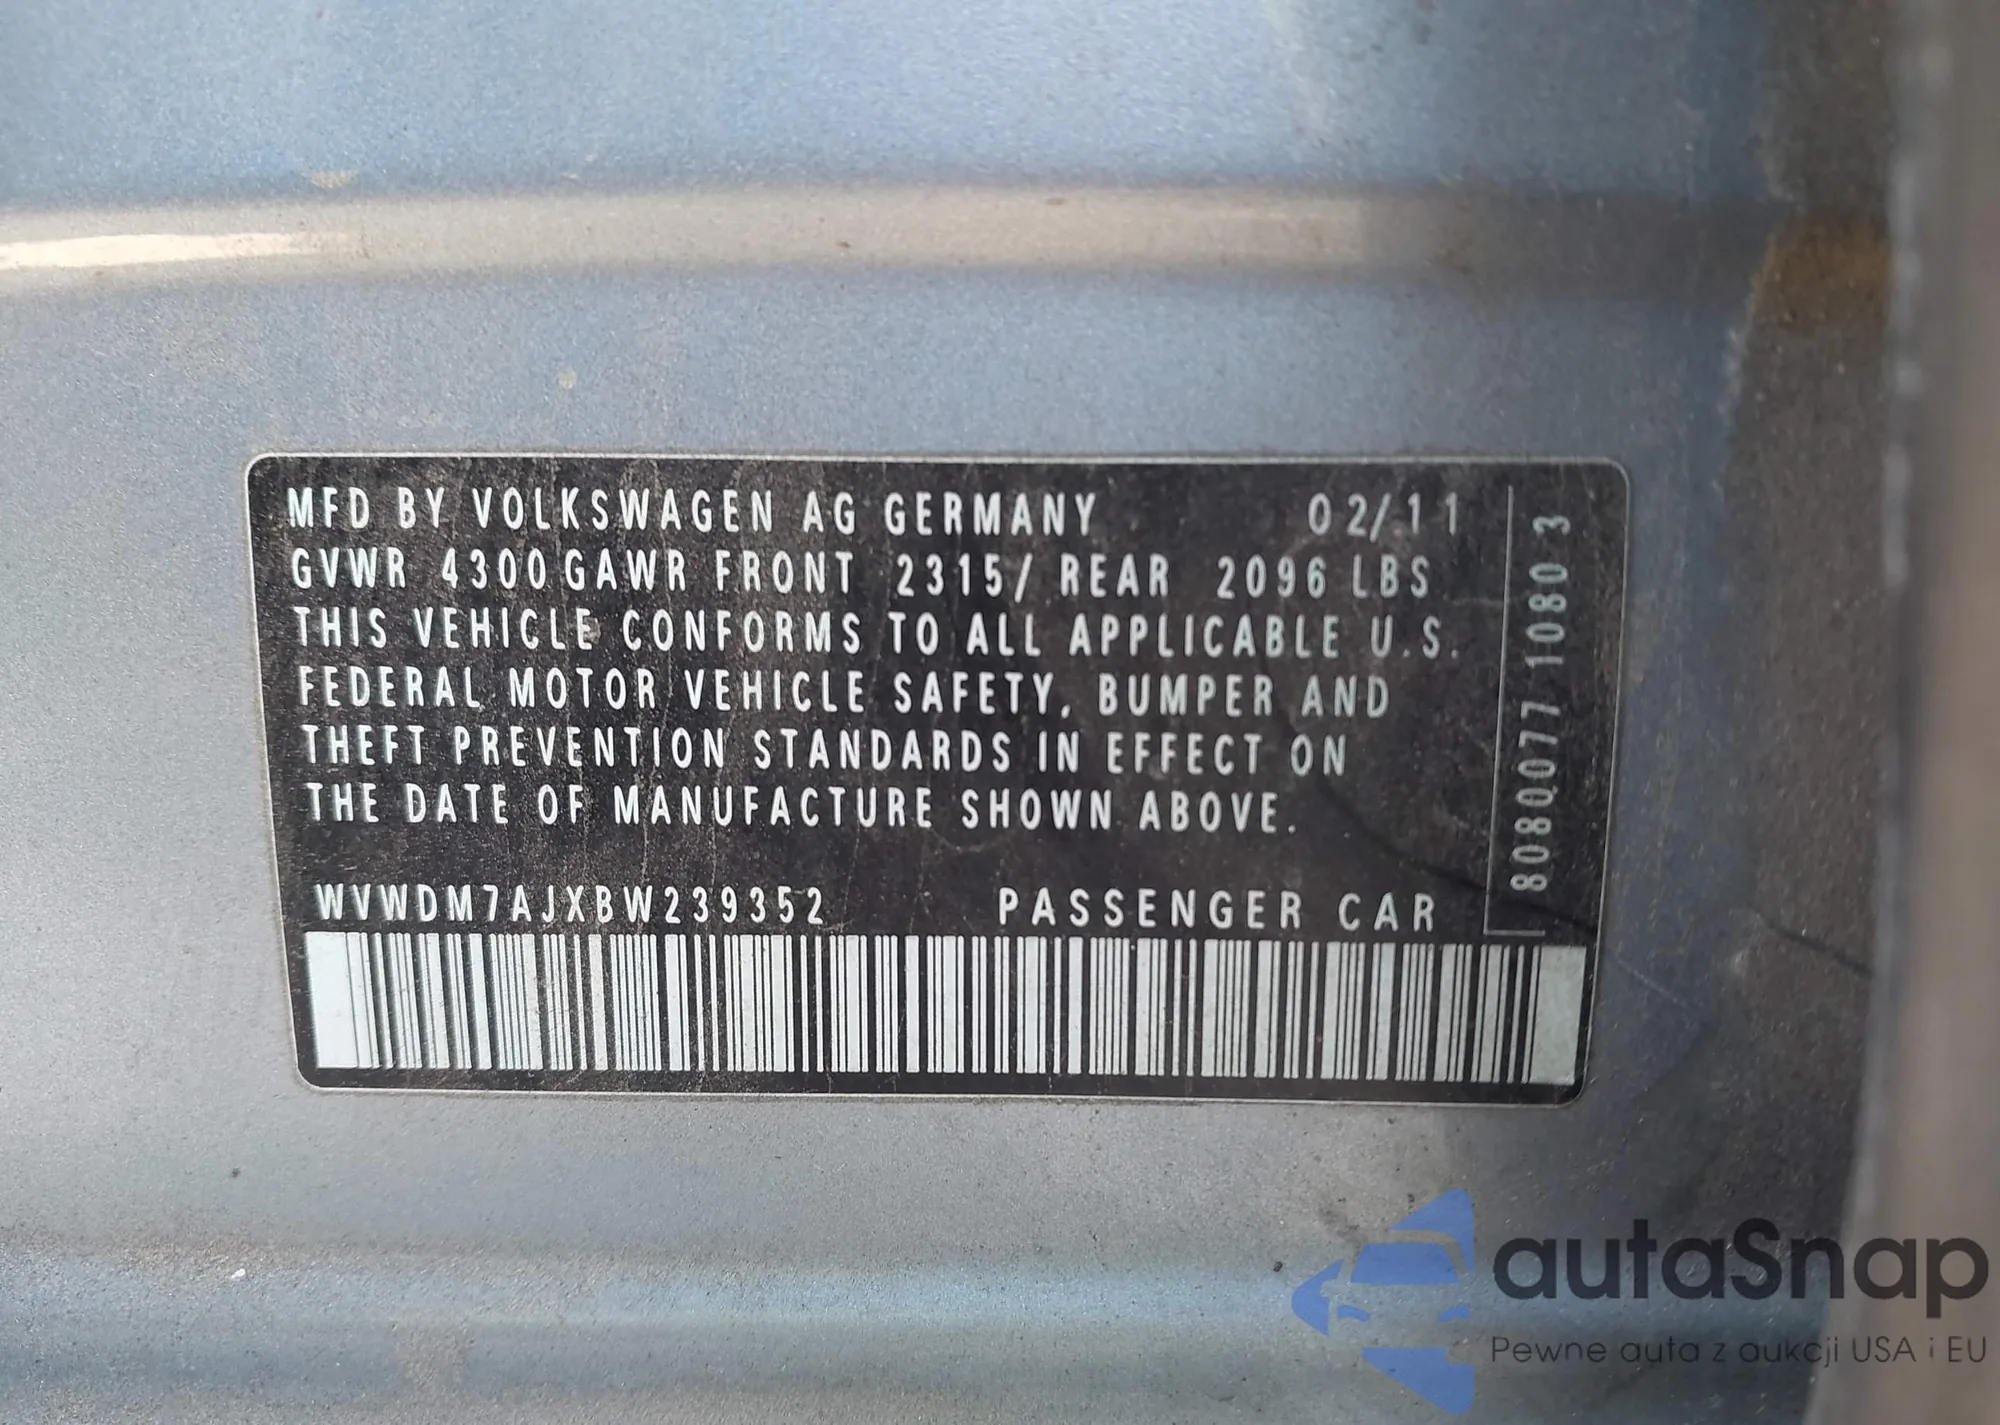 MFD BY VOLKSWAGEN AG GERMANY 02/11
GVWR 4300 GAWR FRONT 2315/ REAR 2096 LBS
THIS VEHICLE CONFORMS TO ALL APPLICABLE U.S.
FEDERAL MOTOR VEHICLE SAFETY, BUMPER AND
THEFT PREVENTION STANDARDS IN EFFECT ON
THE DATE OF MANUFACTURE SHOWN ABOVE.
WVWDM7AJXBW239352 PASSENGER CAR
808Q077 1080 3
autaSnap
Pewne auta z aukcji USA i EU